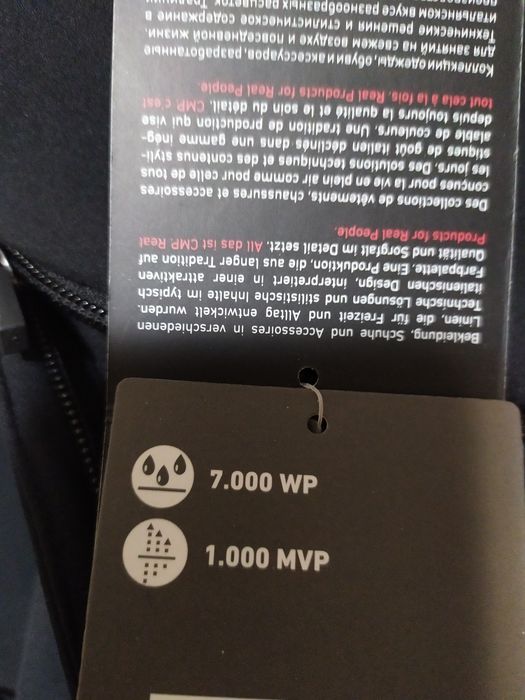 Bekleidung, Schuhe und Accessoires in verschiedenen
Linien, die für Freizeit und Alltag entwickelt wurden.
Technische Lösungen und stilistische Inhalte im typisch
italienischen Design, interpretiert in einer attraktiven
Farbpalette. Eine Produktion, die aus langer Tradition auf
Qualität und Sorgfalt im Detail setzt. All das ist CMP. Real
Products for Real People.
Des collections de vêtements, chaussures et accessoires
conçues pour la vie en plein air comme pour celle de tous
les jours. Des solutions techniques et des contenus styli-
stiques de goût italien déclinés dans une gamme inég-
alable de couleurs. Une tradition de production qui vise
depuis toujours la qualité et le soin du détail. CMP c'est
tout cela à la fois. Real Products for Real People.
Коллекции одежды, обуви и аксессуаров, разработанные
для занятий на свежем воздухе и повседневной жизни.
Технические решения и стилистическое содержание в
итальянском вкусе разнообразных расцветок. Традиции
7.000 WP
1.000 MVP